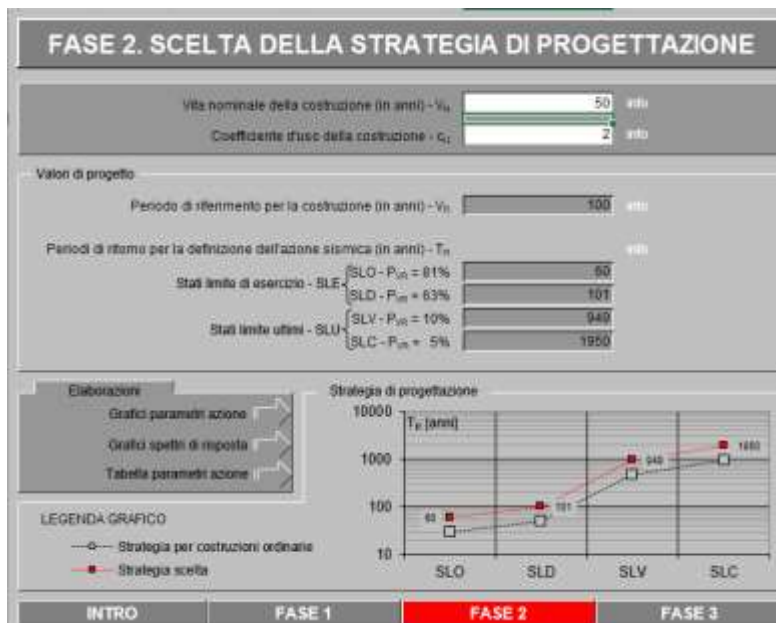 FASE 2. SCELTA DELLA STRATEGIA DI PROGETTAZIONE
Vita nominale della costruzione (in anni) - VN 50 info
Coefficiente d'uso della costruzione - cU 2 info
Valori di progetto
Periodo di riferimento per la costruzione (in anni) - VR 100 info
Periodi di ritorno per la definizione dell'azione sismica (in anni) - TR info
Stati limite di esercizio - SLE
SLO - PVR = 81% 60
SLD - PVR = 63% 101
Stati limite ultimi - SLU
SLV - PVR = 10% 949
SLC - PVR = 5% 1950
Elaborazioni
Grafici parametri azione
Grafici spettri di risposta
Tabella parametri azione
Strategia di progettazione
TR [anni]
10000
1000
100
10
60
101
949
1950
SLO SLD SLV SLC
LEGENDA GRAFICO
Strategia per costruzioni ordinarie
Strategia scelta
INTRO FASE 1 FASE 2 FASE 3